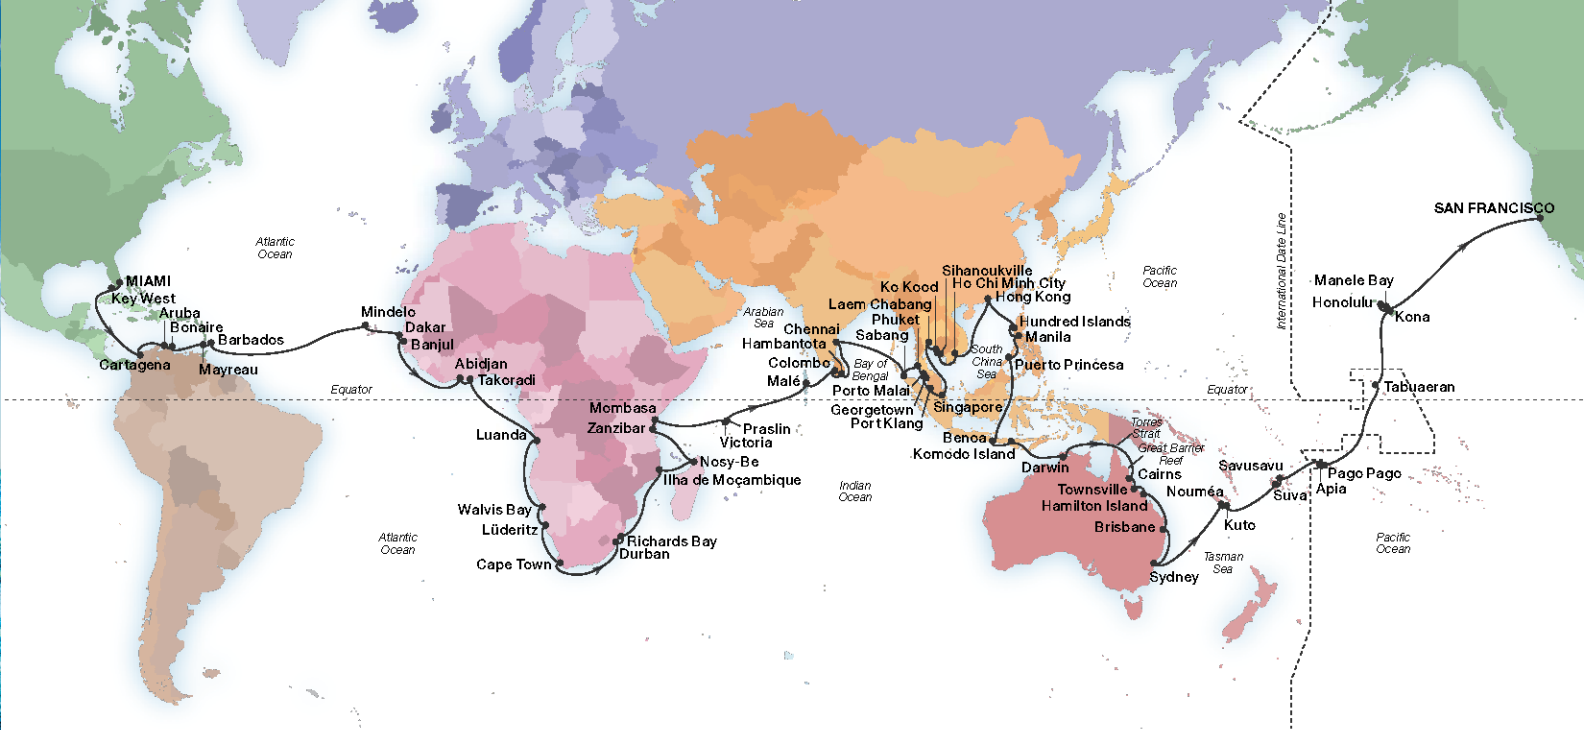 SAN FRANCISCO
International Date Line
Atlantic
Ocean
Pacific
Ocean
MIAMI
Key West
Aruba
Bonaire
Barbados
Cartagena
Mayreau
Mindelo
Dakar
Banjul
Abidjan
Takoradi
Equator
Luanda
Walvis Bay
Lüderitz
Cape Town
Atlantic
Ocean
Richards Bay
Durban
Ilha de Moçambique
Nosy-Be
Mombasa
Zanzibar
Praslin
Victoria
Indian
Ocean
Arabian
Sea
Malé
Colombo
Hambantota
Chennai
Bay of
Bengal
Sabang
Phuket
Laem Chabang
Ko Kood
Sihanoukville
Ho Chi Minh City
Hong Kong
Hundred Islands
Manila
South
China
Sea
Puerto Princesa
Porto Malai
Georgetown
Port Klang
Singapore
Benoa
Komodo Island
Darwin
Torres
Strait
Great Barrier
Reef
Cairns
Townsville
Hamilton Island
Brisbane
Sydney
Tasman
Sea
Nouméa
Kuto
Savusavu
Suva
Apia
Pago Pago
Equator
Tabuaeran
Manele Bay
Honolulu
Kona
Pacific
Ocean